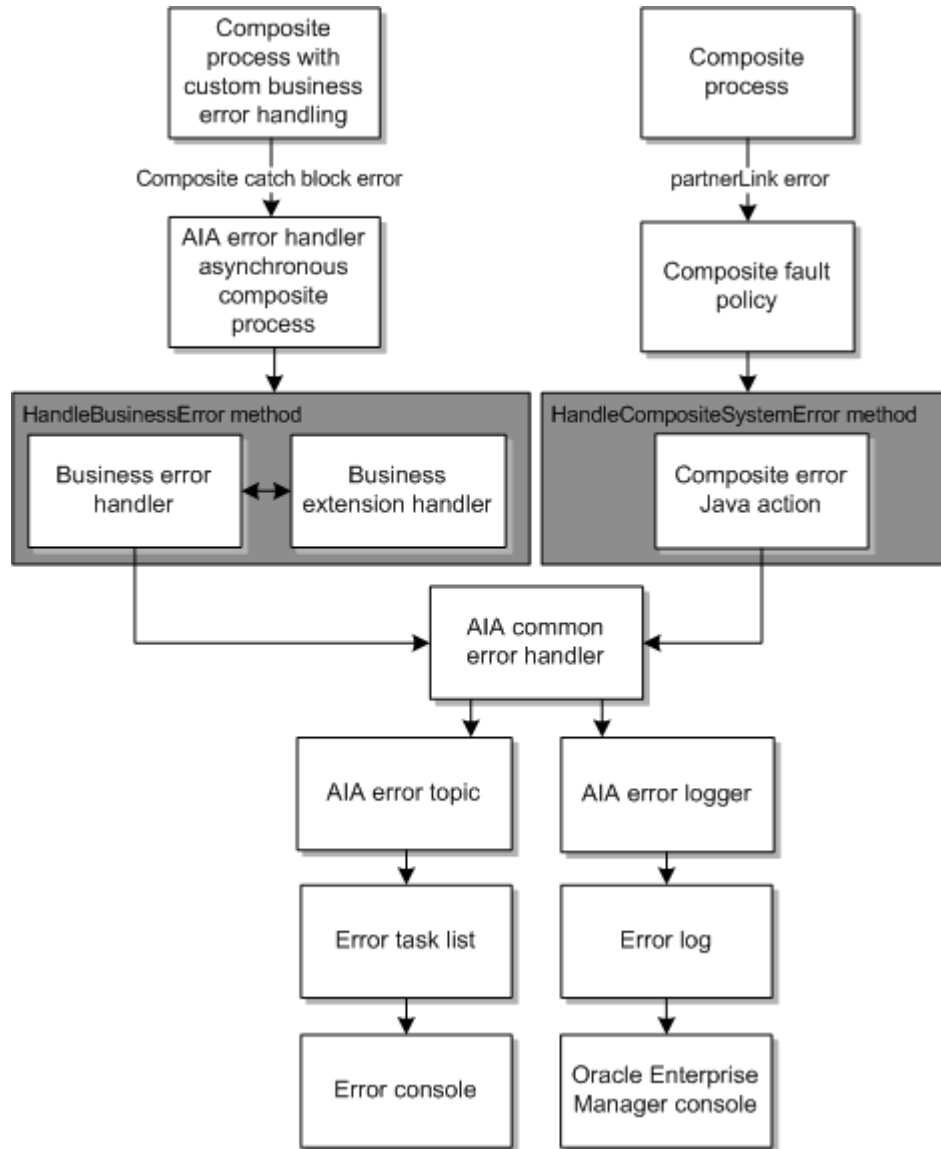 Composite
process with
custom business
error handling
Composite
process
Composite catch block error
partnerLink error
AIA error handler
asynchronous
composite
process
Composite fault
policy
HandleBusinessError method
HandleCompositeSystemError method
Business error
handler
Business
extension handler
Composite error
Java action
AIA common
error handler
AIA error topic
AIA error logger
Error task list
Error log
Error console
Oracle Enterprise
Manager console